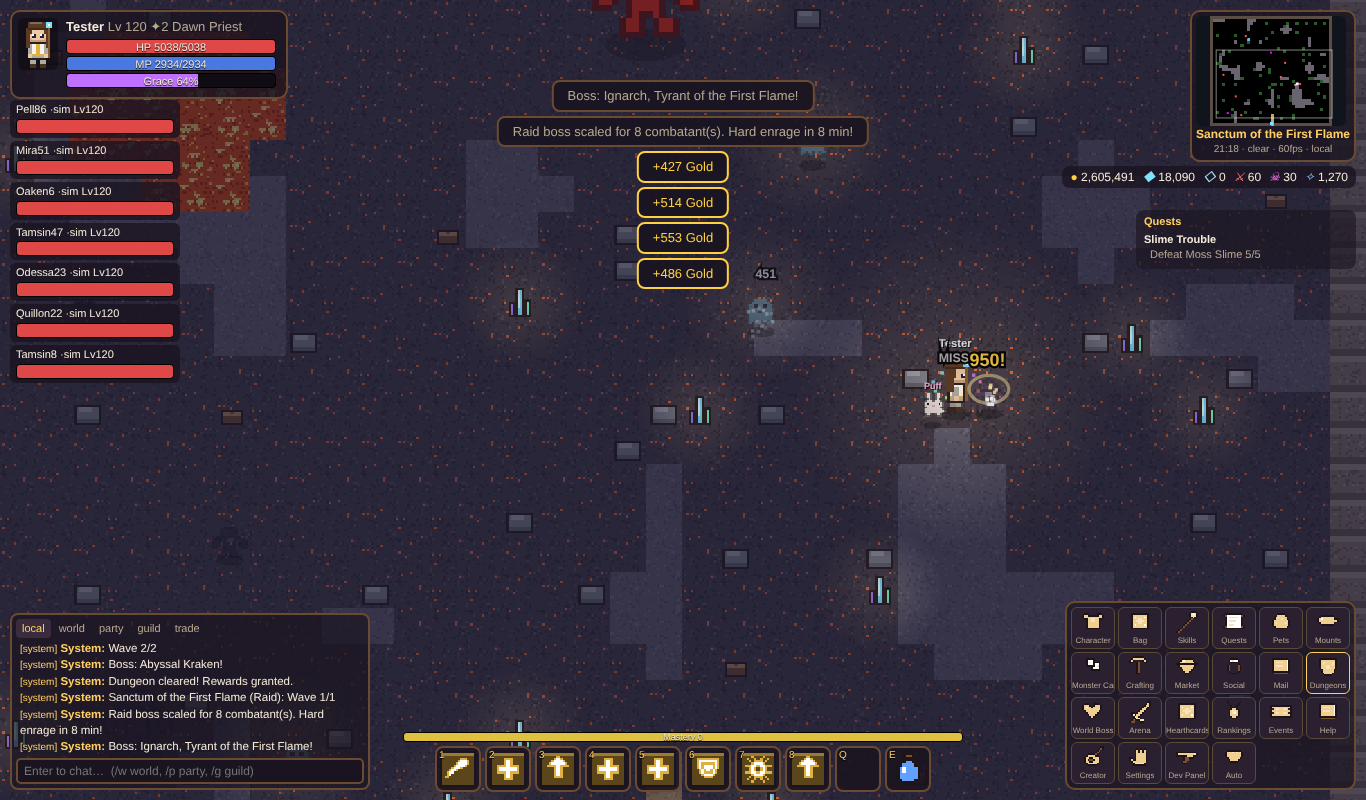 Tester Lv 120 ✦2 Dawn Priest
HP 5038/5038
MP 2934/2934
Grace 64%
Pell86 ·sim Lv120
Mira51 ·sim Lv120
Oaken6 ·sim Lv120
Tamsin47 ·sim Lv120
Odessa23 ·sim Lv120
Quillon22 ·sim Lv120
Tamsin8 ·sim Lv120
Boss: Ignarch, Tyrant of the First Flame!
Raid boss scaled for 8 combatant(s). Hard enrage in 8 min!
+427 Gold
+514 Gold
+553 Gold
+486 Gold
451
Tester
MISS 950!
Puff
Sanctum of the First Flame
21:18 · clear · 60fps · local
2,605,491 18,090 0 60 30 1,270
Quests
Slime Trouble
Defeat Moss Slime 5/5
local world party guild trade
[system] System: Wave 2/2
[system] System: Boss: Abyssal Kraken!
[system] System: Dungeon cleared! Rewards granted.
[system] System: Sanctum of the First Flame (Raid): Wave 1/1
[system] System: Raid boss scaled for 8 combatant(s). Hard
enrage in 8 min!
[system] System: Boss: Ignarch, Tyrant of the First Flame!
Enter to chat… (/w world, /p party, /g guild)
Mastery 0
1 2 3 4 5 6 7 8 Q E
Character Bag Skills Quests Pets Mounts
Monster Ca Crafting Market Social Mail Dungeons
World Boss Arena Hearthcards Rankings Events Help
Creator Settings Dev Panel Auto